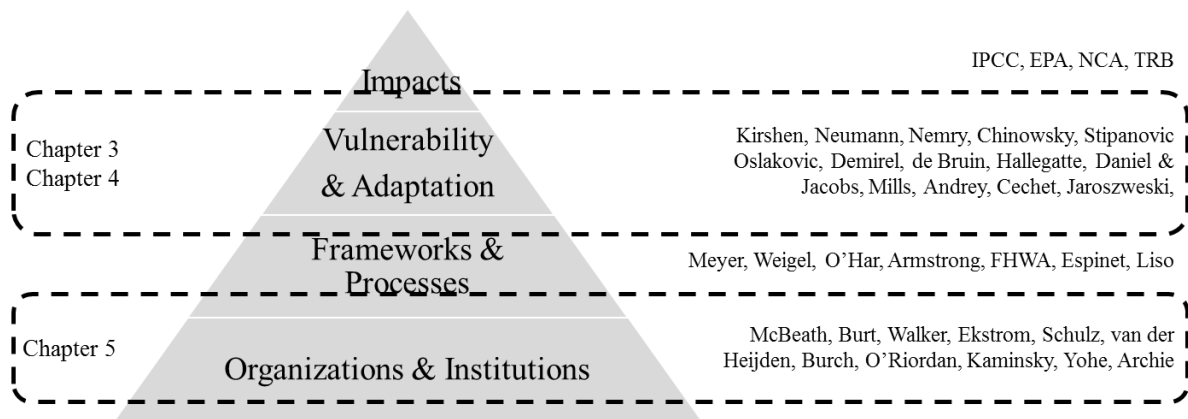 IPCC, EPA, NCA, TRB
Impacts
Chapter 3
Chapter 4
Vulnerability
& Adaptation
Kirshen, Neumann, Nemry, Chinowsky, Stipanovic
Oslakovic, Demirel, de Bruin, Hallegatte, Daniel &
Jacobs, Mills, Andrey, Cechet, Jaroszweski,
Frameworks &
Processes
Meyer, Weigel, O’Har, Armstrong, FHWA, Espinet, Liso
Chapter 5
Organizations & Institutions
McBeath, Burt, Walker, Ekstrom, Schulz, van der
Heijden, Burch, O’Riordan, Kaminsky, Yohe, Archie